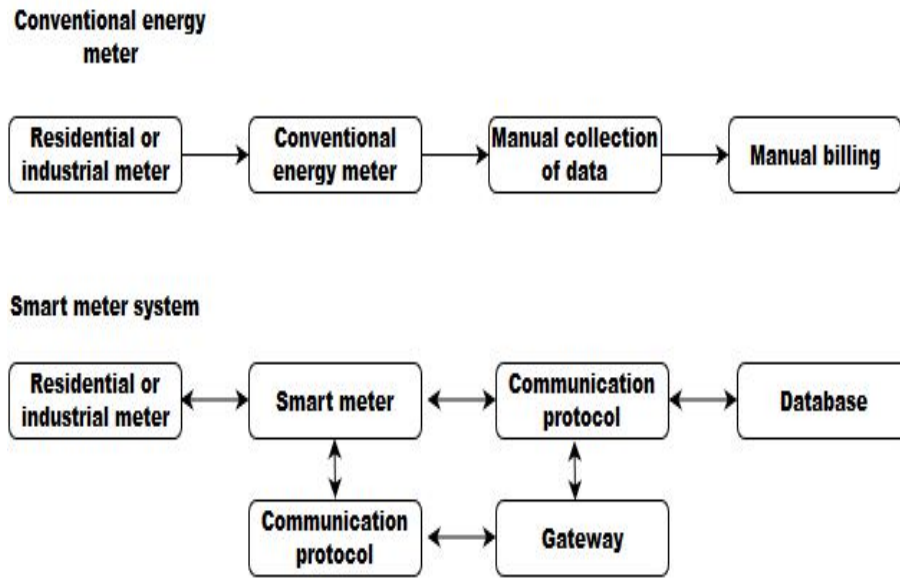 Conventional energy
meter
Residential or
industrial meter
Conventional
energy meter
Manual collection
of data
Manual billing
Smart meter system
Residential or
industrial meter
Smart meter
Communication
protocol
Database
Communication
protocol
Gateway